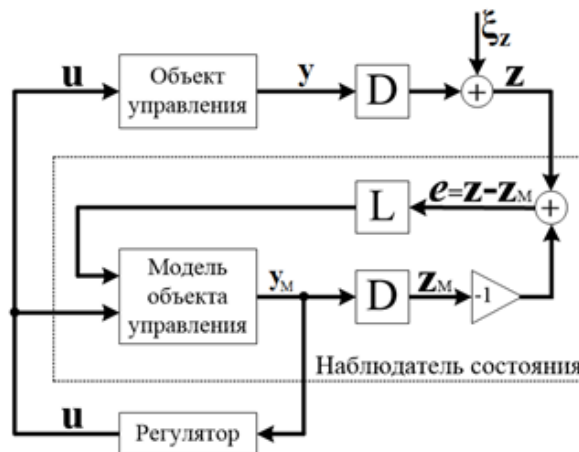 ξz
u
Объект
управления
y
D
+
z
L
e=z-zм
+
Модель
объекта
управления
yм
D
zм
-1
Наблюдатель состояния
u
Регулятор